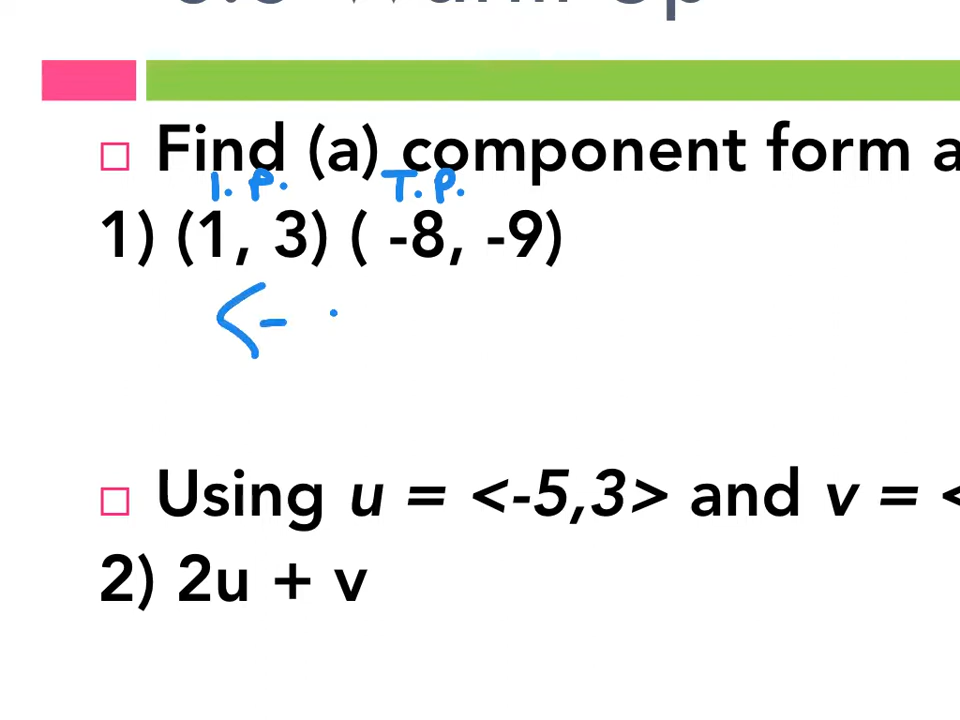 Find (a) component form a
I. P. T. P.
1) (1, 3) ( -8, -9)
<-
Using u = <-5,3> and v = <
2) 2u + v